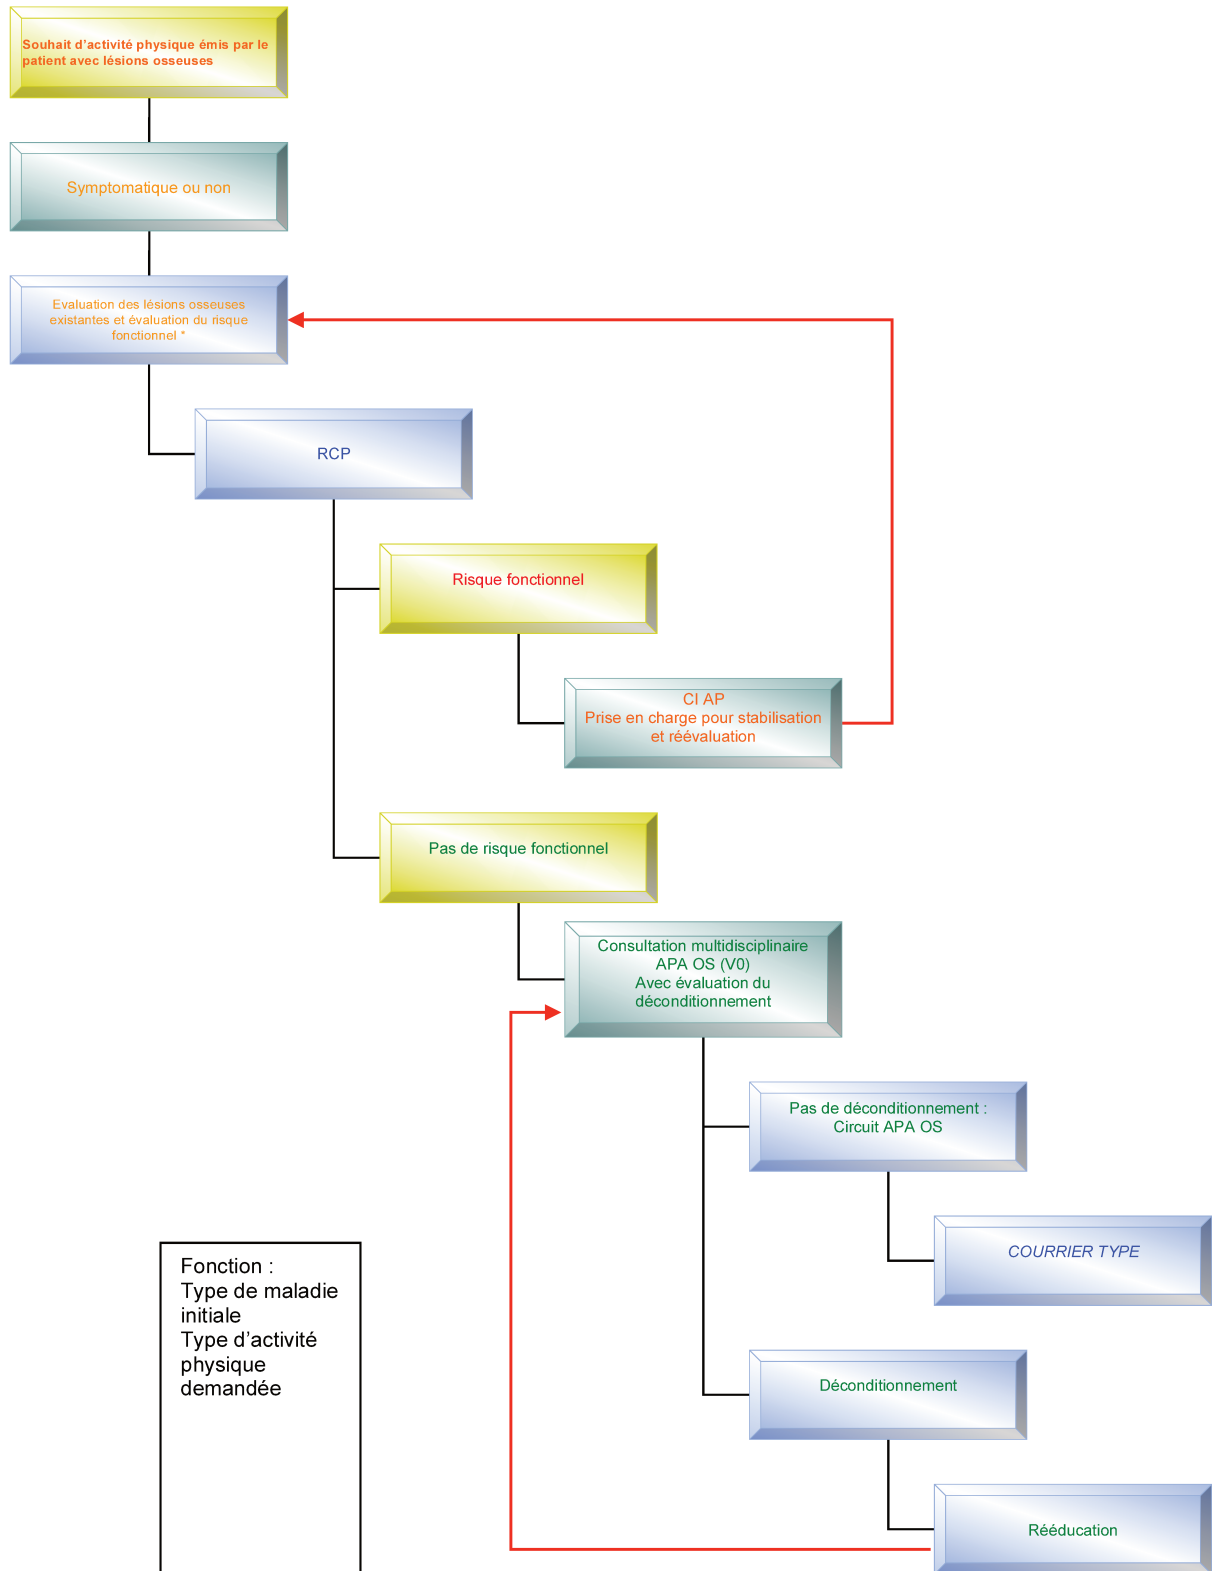 Souhait d'activité physique émis par le
patient avec lésions osseuses
Symptomatique ou non
Evaluation des lésions osseuses
existantes et évaluation du risque
fonctionnel *
RCP
Risque fonctionnel
CI AP
Prise en charge pour stabilisation
et réévaluation
Pas de risque fonctionnel
Consultation multidisciplinaire
APA OS (V0)
Avec évaluation du
déconditionnement
Pas de déconditionnement :
Circuit APA OS
COURRIER TYPE
Déconditionnement
Rééducation
Fonction :
Type de maladie
initiale
Type d'activité
physique
demandée